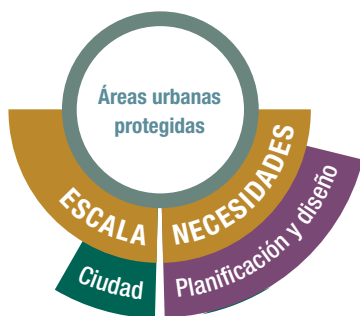 Áreas urbanas
protegidas
ESCALA
NECESIDADES
Ciudad
Planificación y diseño